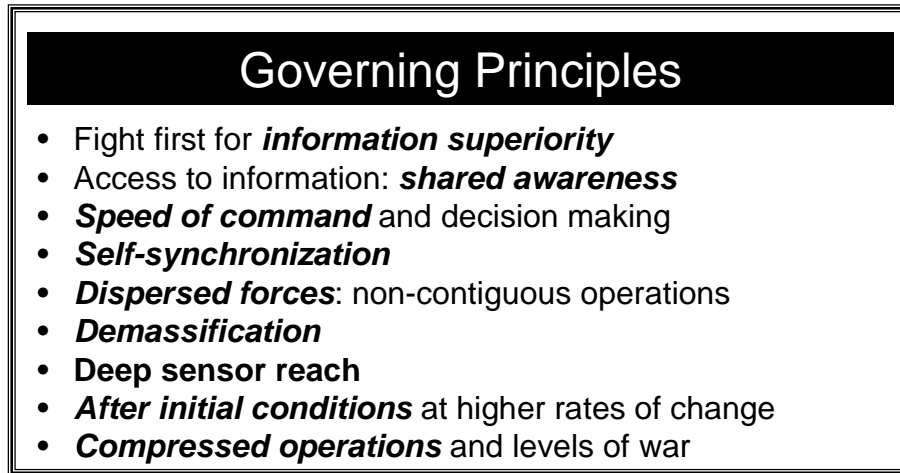 Governing Principles
• Fight first for information superiority
• Access to information: shared awareness
• Speed of command and decision making
• Self-synchronization
• Dispersed forces: non-contiguous operations
• Demassification
• Deep sensor reach
• After initial conditions at higher rates of change
• Compressed operations and levels of war